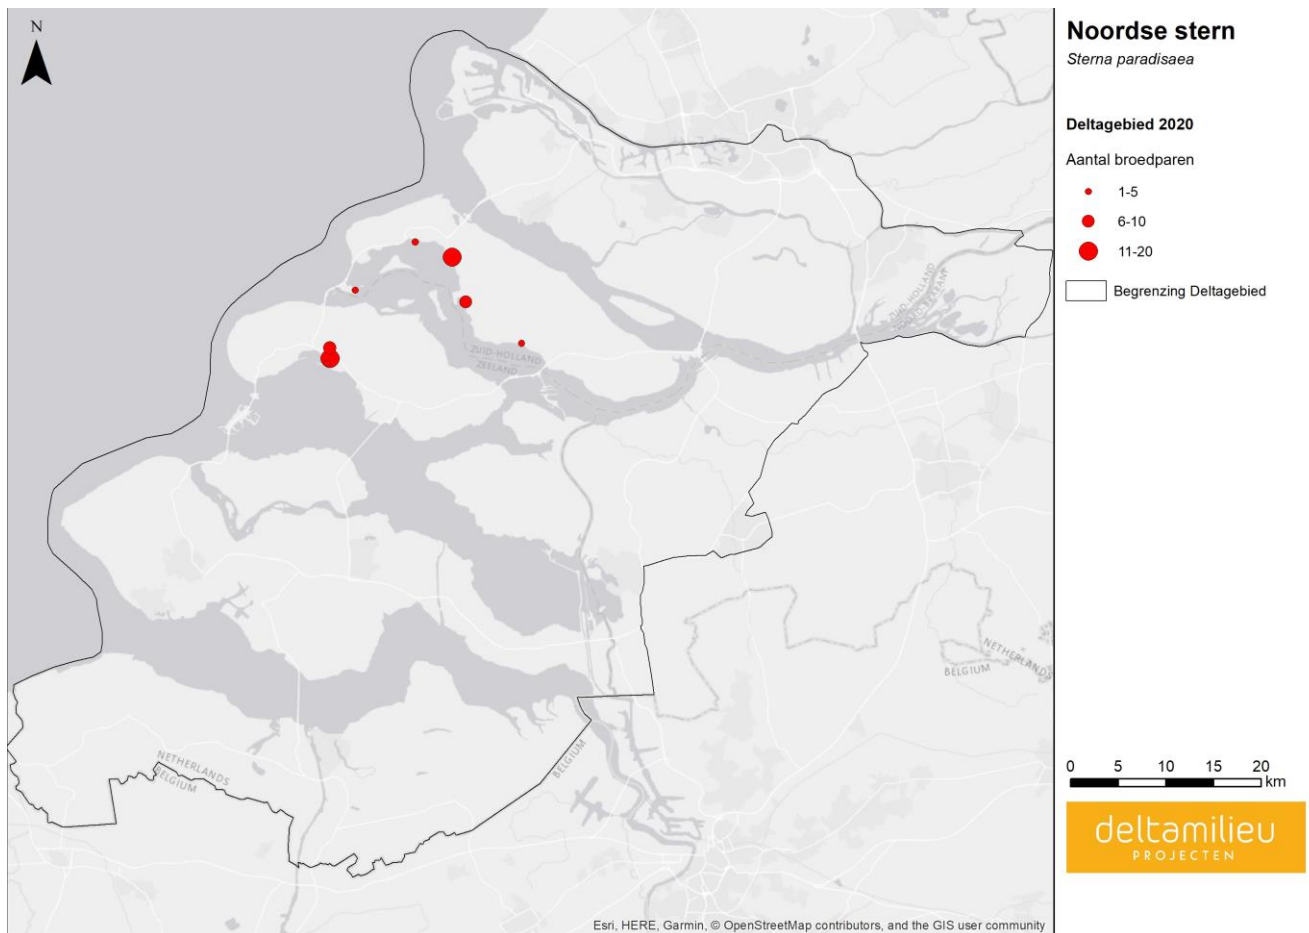 N
Noordse stern
Sterna paradisaea
Deltagebied 2020
Aantal broedparen
1-5
6-10
11-20
Begrenzing Deltagebied
ZUID-HOLLAND
ZUID-HOLLAND
ZEELAND
NETHERLANDS
BELGIUM
NETHERLANDS
BELGIUM
BELGIUM
0 5 10 15 20
km
deltamilieu
PROJECTEN
Esri, HERE, Garmin, © OpenStreetMap contributors, and the GIS user community